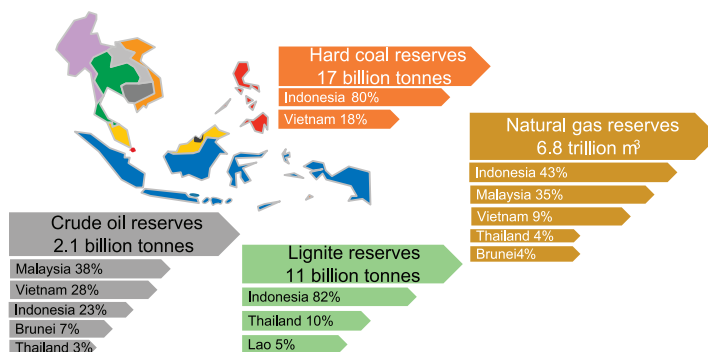 Hard coal reserves
17 billion tonnes
Indonesia 80%
Vietnam 18%
Natural gas reserves
6.8 trillion m³
Indonesia 43%
Malaysia 35%
Vietnam 9%
Thailand 4%
Brunei4%
Crude oil reserves
2.1 billion tonnes
Malaysia 38%
Vietnam 28%
Indonesia 23%
Brunei 7%
Thailand 3%
Lignite reserves
11 billion tonnes
Indonesia 82%
Thailand 10%
Lao 5%